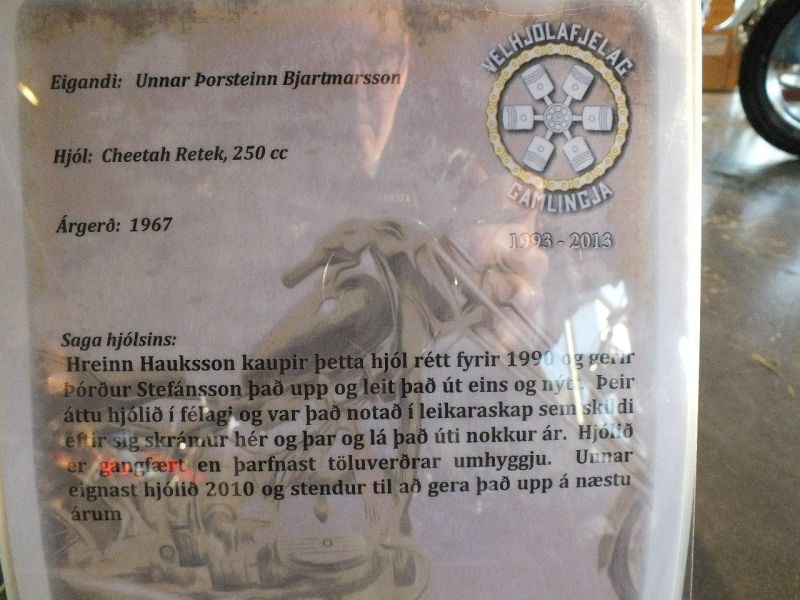 VÉLHJÓLAFJELAG
GAMLINGJA
1993 - 2013
Eigandi: Unnar Þorsteinn Bjartmarsson
Hjól: Cheetah Retek, 250 cc
Árgerð: 1967
Saga hjólsins:
Hreinn Hauksson kaupir þetta hjól rétt fyrir 1990 og gerir
Þórður Stefánsson það upp og leit það út eins og nýtt. Þeir
áttu hjólið í félagi og var það notað í leikaraskap sem skildi
eftir sig skrámur hér og þar og lá það úti nokkur ár. Hjólið
er gangfært en þarfnast töluverðrar umhyggju. Unnar
eignast hjólið 2010 og stendur til að gera það upp á næstu
árum